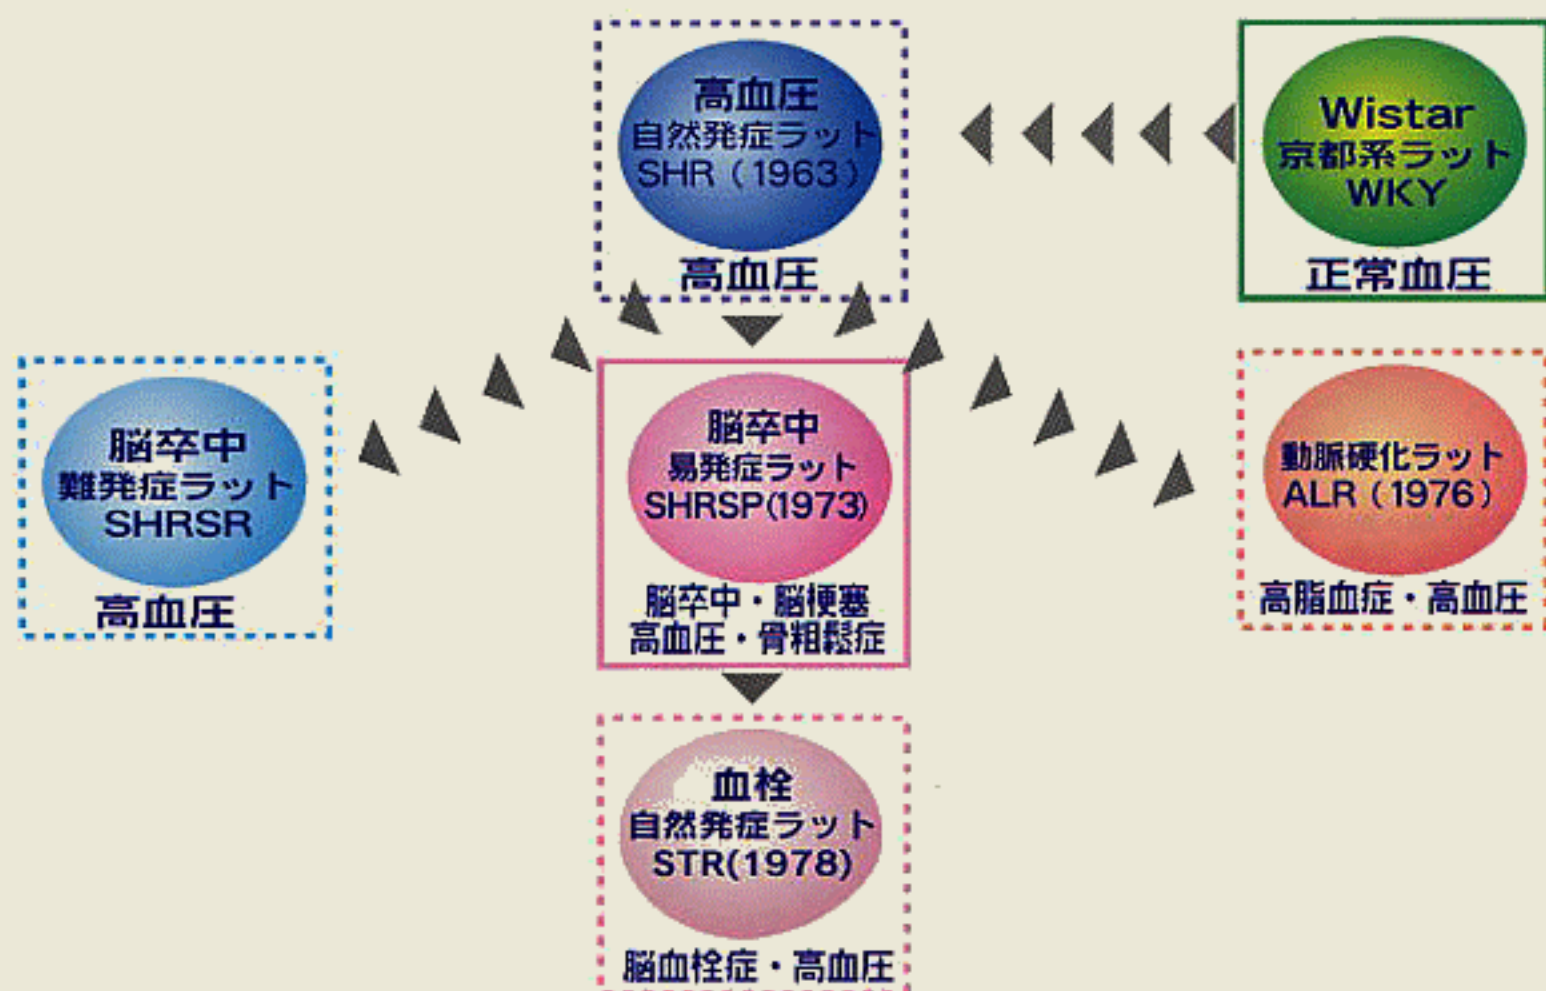 高血圧
自然発症ラット
SHR（1963）
高血圧
Wistar
京都系ラット
WKY
正常血圧
脳卒中
難発症ラット
SHRSR
高血圧
脳卒中
易発症ラット
SHRSP(1973)
脳卒中・脳梗塞
高血圧・骨粗鬆症
動脈硬化ラット
ALR（1976）
高脂血症・高血圧
血栓
自然発症ラット
STR(1978)
脳血栓症・高血圧